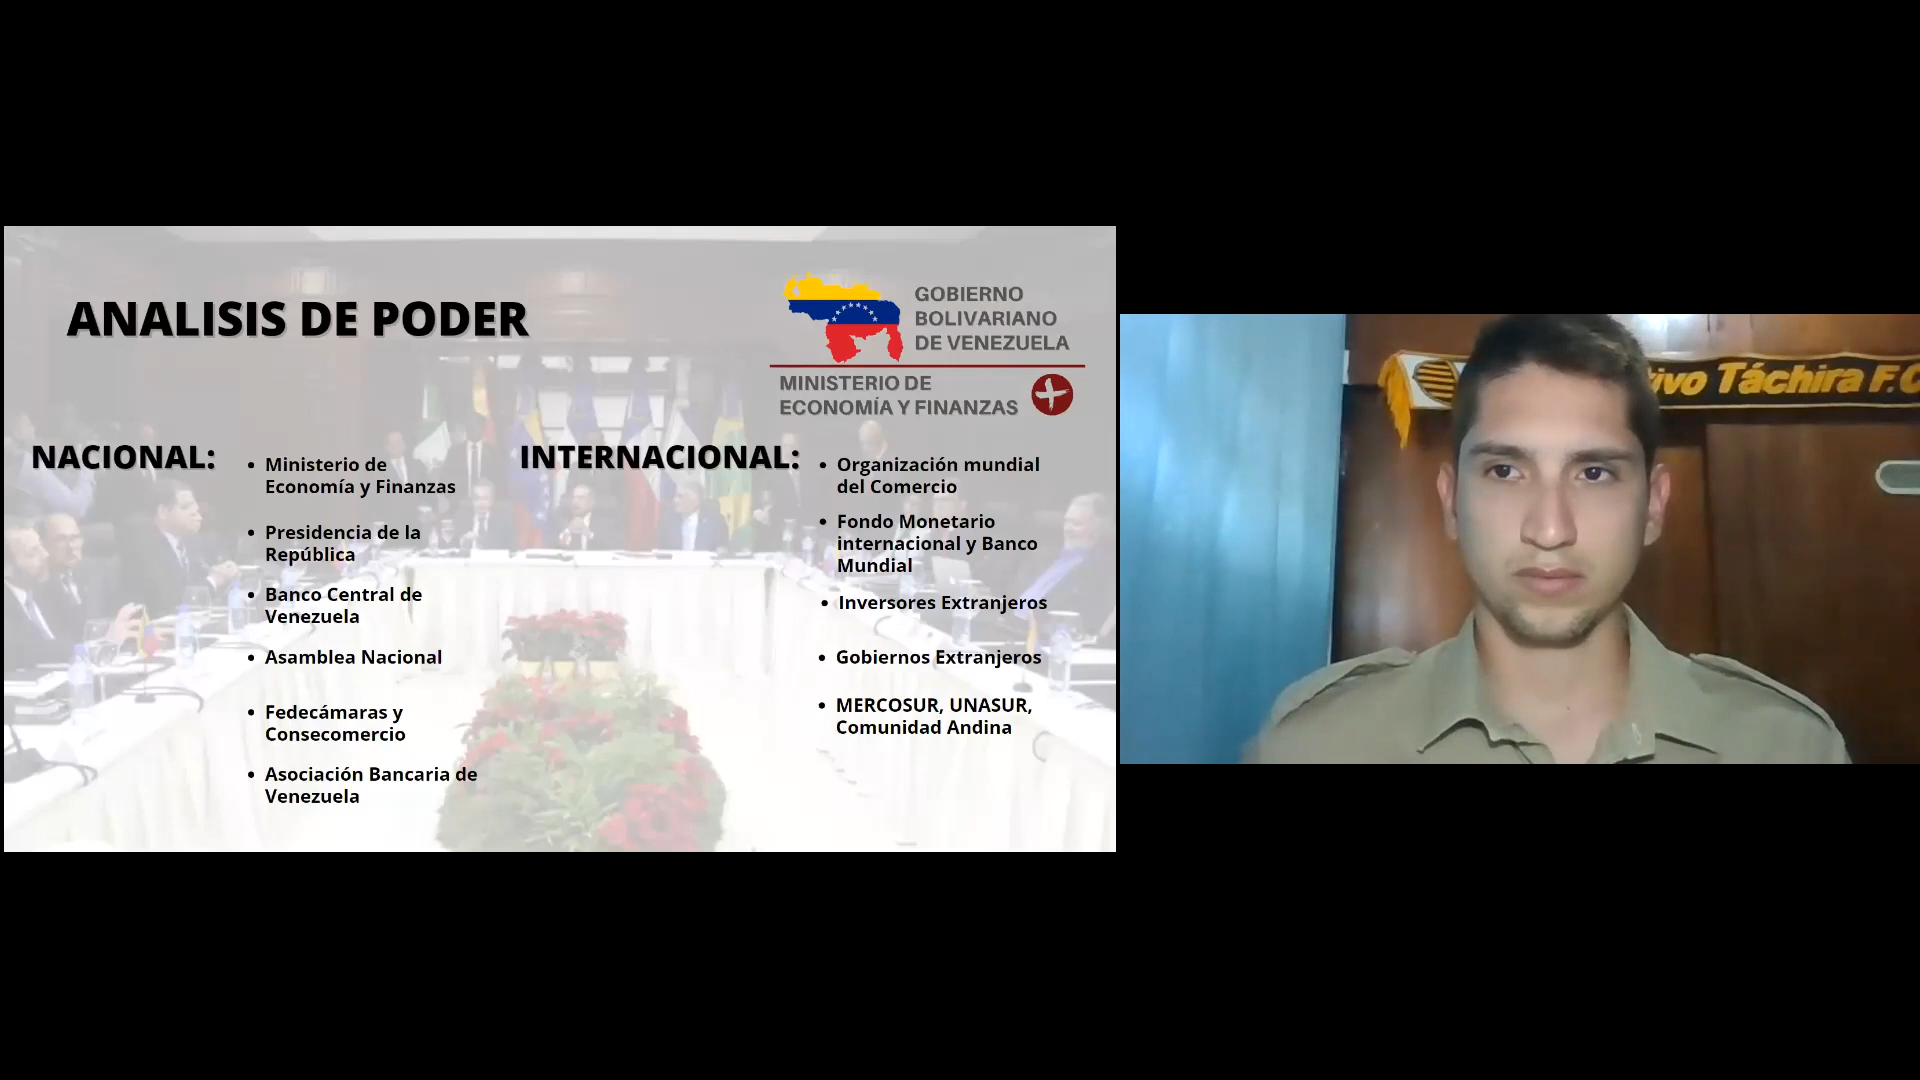 ANALISIS DE PODER
GOBIERNO
BOLIVARIANO
DE VENEZUELA
MINISTERIO DE
ECONOMÍA Y FINANZAS
NACIONAL:
• Ministerio de
Economía y Finanzas
• Presidencia de la
República
• Banco Central de
Venezuela
• Asamblea Nacional
• Fedecámaras y
Consecomercio
• Asociación Bancaria de
Venezuela
INTERNACIONAL:
• Organización mundial
del Comercio
• Fondo Monetario
internacional y Banco
Mundial
• Inversores Extranjeros
• Gobiernos Extranjeros
• MERCOSUR, UNASUR,
Comunidad Andina
ivo Táchira F.C